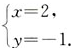 x=2,
y=-1.